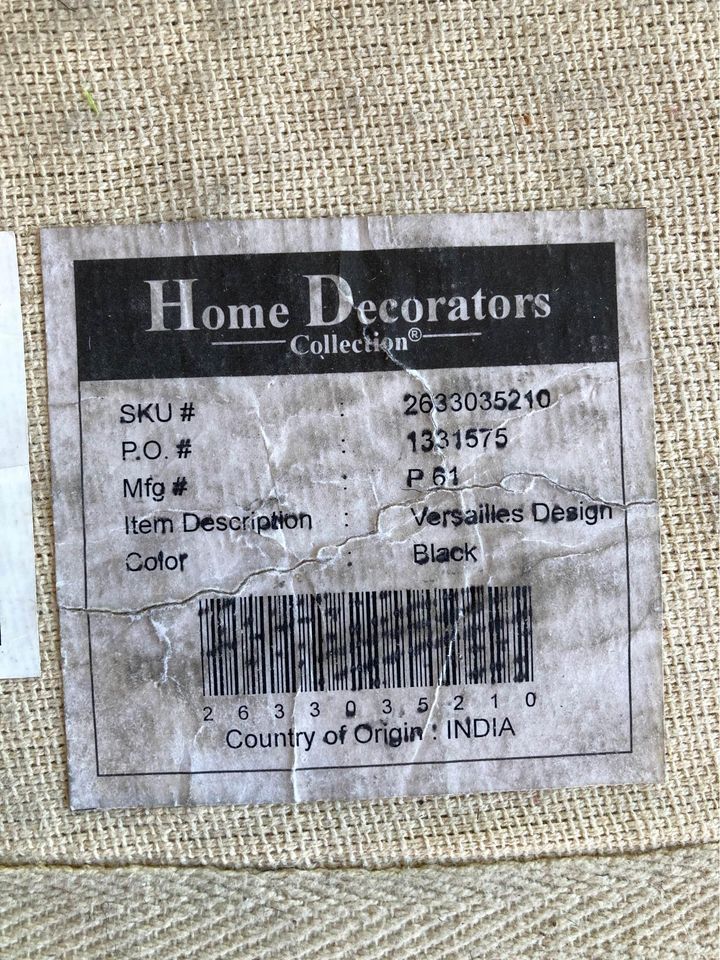 Home Decorators
Collection®
SKU # : 2633035210
P.O. # : 1331575
Mfg # : P 61
Item Description : Versailles Design
Color : Black
2 6 3 3 0 3 5 2 1 0
Country of Origin : INDIA